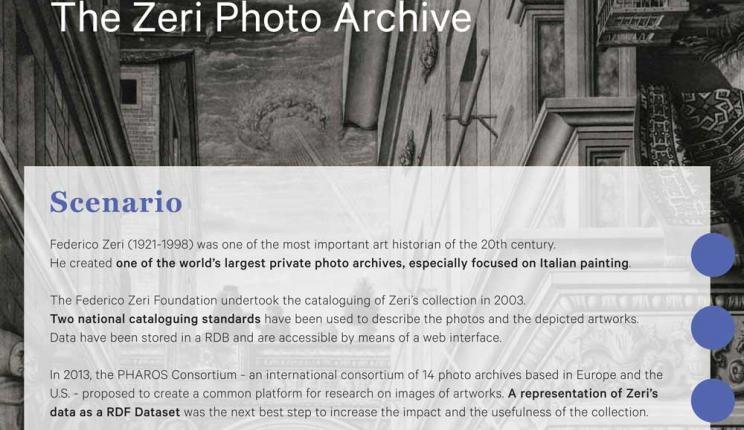 The Zeri Photo Archive
Scenario
Federico Zeri (1921-1998) was one of the most important art historian of the 20th century.
He created one of the world's largest private photo archives, especially focused on Italian painting.
The Federico Zeri Foundation undertook the cataloguing of Zeri's collection in 2003.
Two national cataloguing standards have been used to describe the photos and the depicted artworks.
Data have been stored in a RDB and are accessible by means of a web interface.
In 2013, the PHAROS Consortium - an international consortium of 14 photo archives based in Europe and the
U.S. - proposed to create a common platform for research on images of artworks. A representation of Zeri's
data as a RDF Dataset was the next best step to increase the impact and the usefulness of the collection.